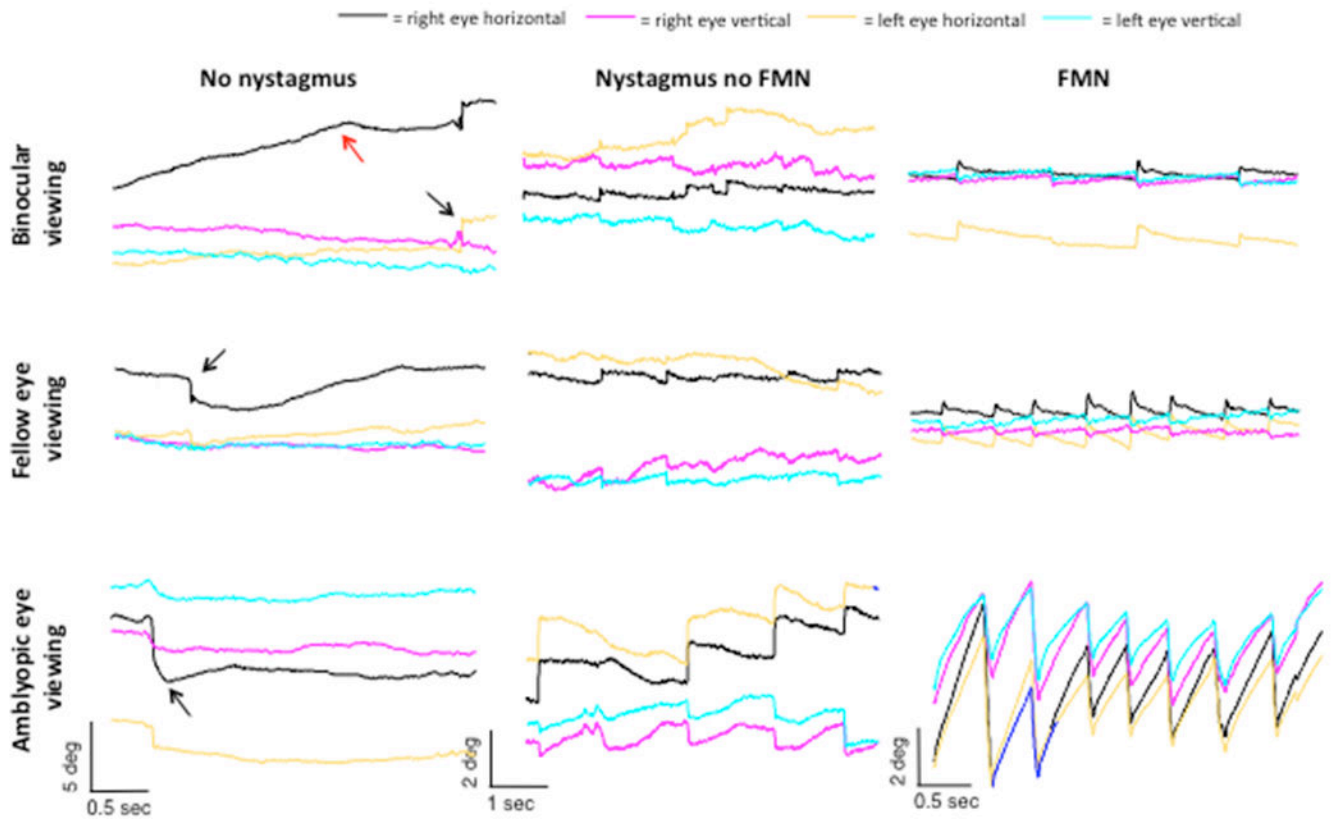 = right eye horizontal = right eye vertical = left eye horizontal = left eye vertical
No nystagmus Nystagmus no FMN FMN
Binocular
viewing
Fellow eye
viewing
Amblyopic eye
viewing
5 deg
0.5 sec
2 deg
1 sec
2 deg
0.5 sec